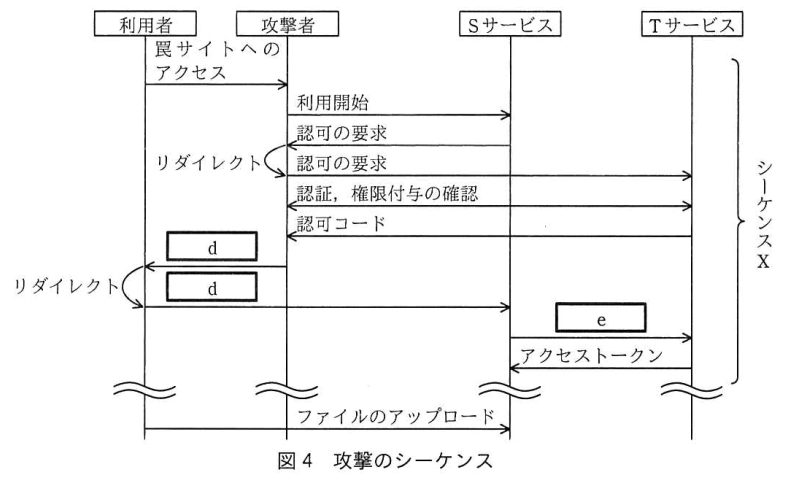 利用者
攻撃者
Sサービス
Tサービス
罠サイトへの
アクセス
利用開始
認可の要求
リダイレクト
認可の要求
認証，権限付与の確認
認可コード
d
リダイレクト
d
e
アクセストークン
シーケンスX
ファイルのアップロード
図4 攻撃のシーケンス